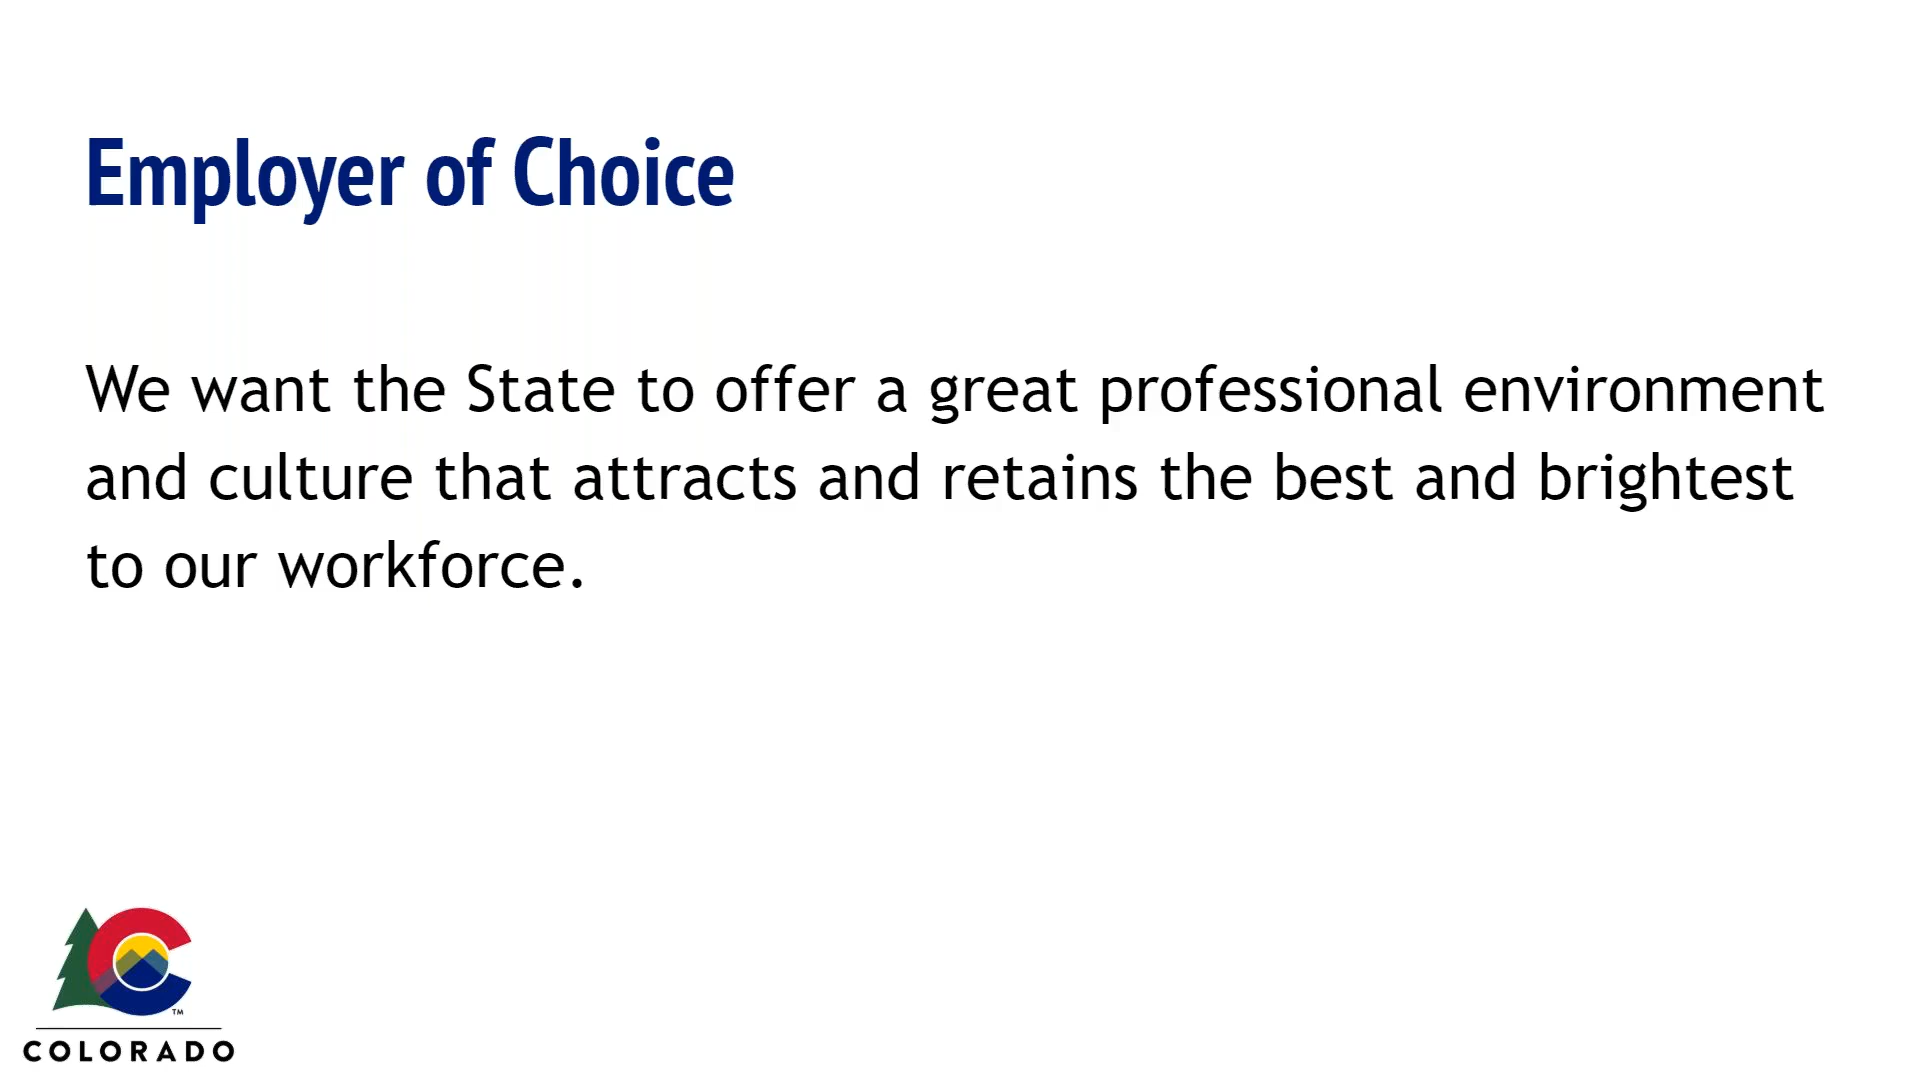 Employer of Choice
We want the State to offer a great professional environment
and culture that attracts and retains the best and brightest
to our workforce.
TM
COLORADO